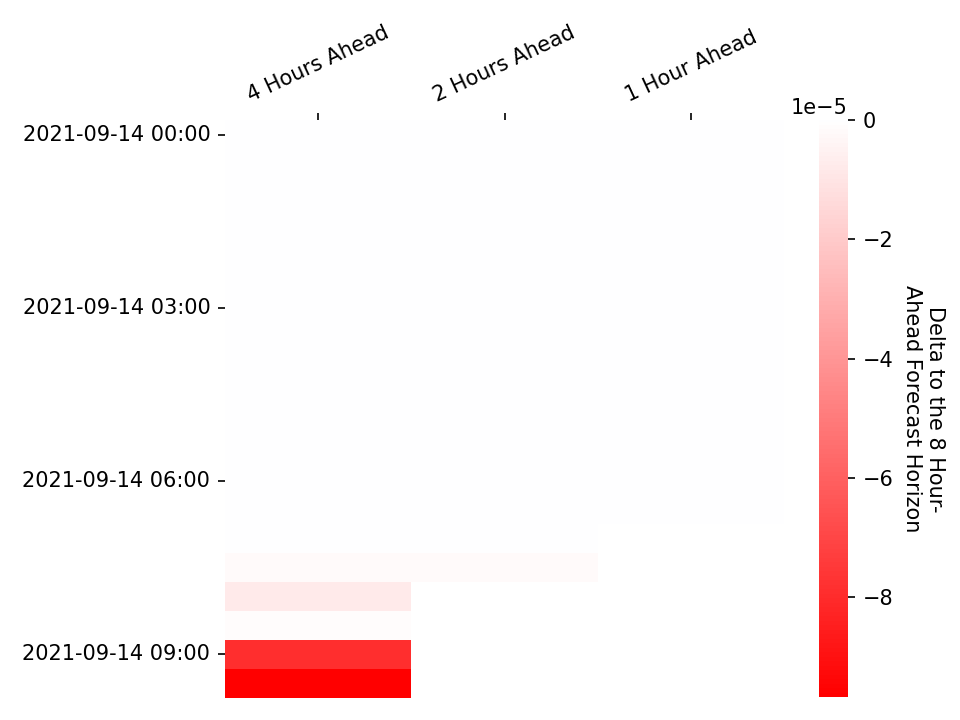 4 Hours Ahead
2 Hours Ahead
1 Hour Ahead
1e−5
2021-09-14 00:00
2021-09-14 03:00
2021-09-14 06:00
2021-09-14 09:00
0
−2
−4
−6
−8
Delta to the 8 Hour-
Ahead Forecast Horizon